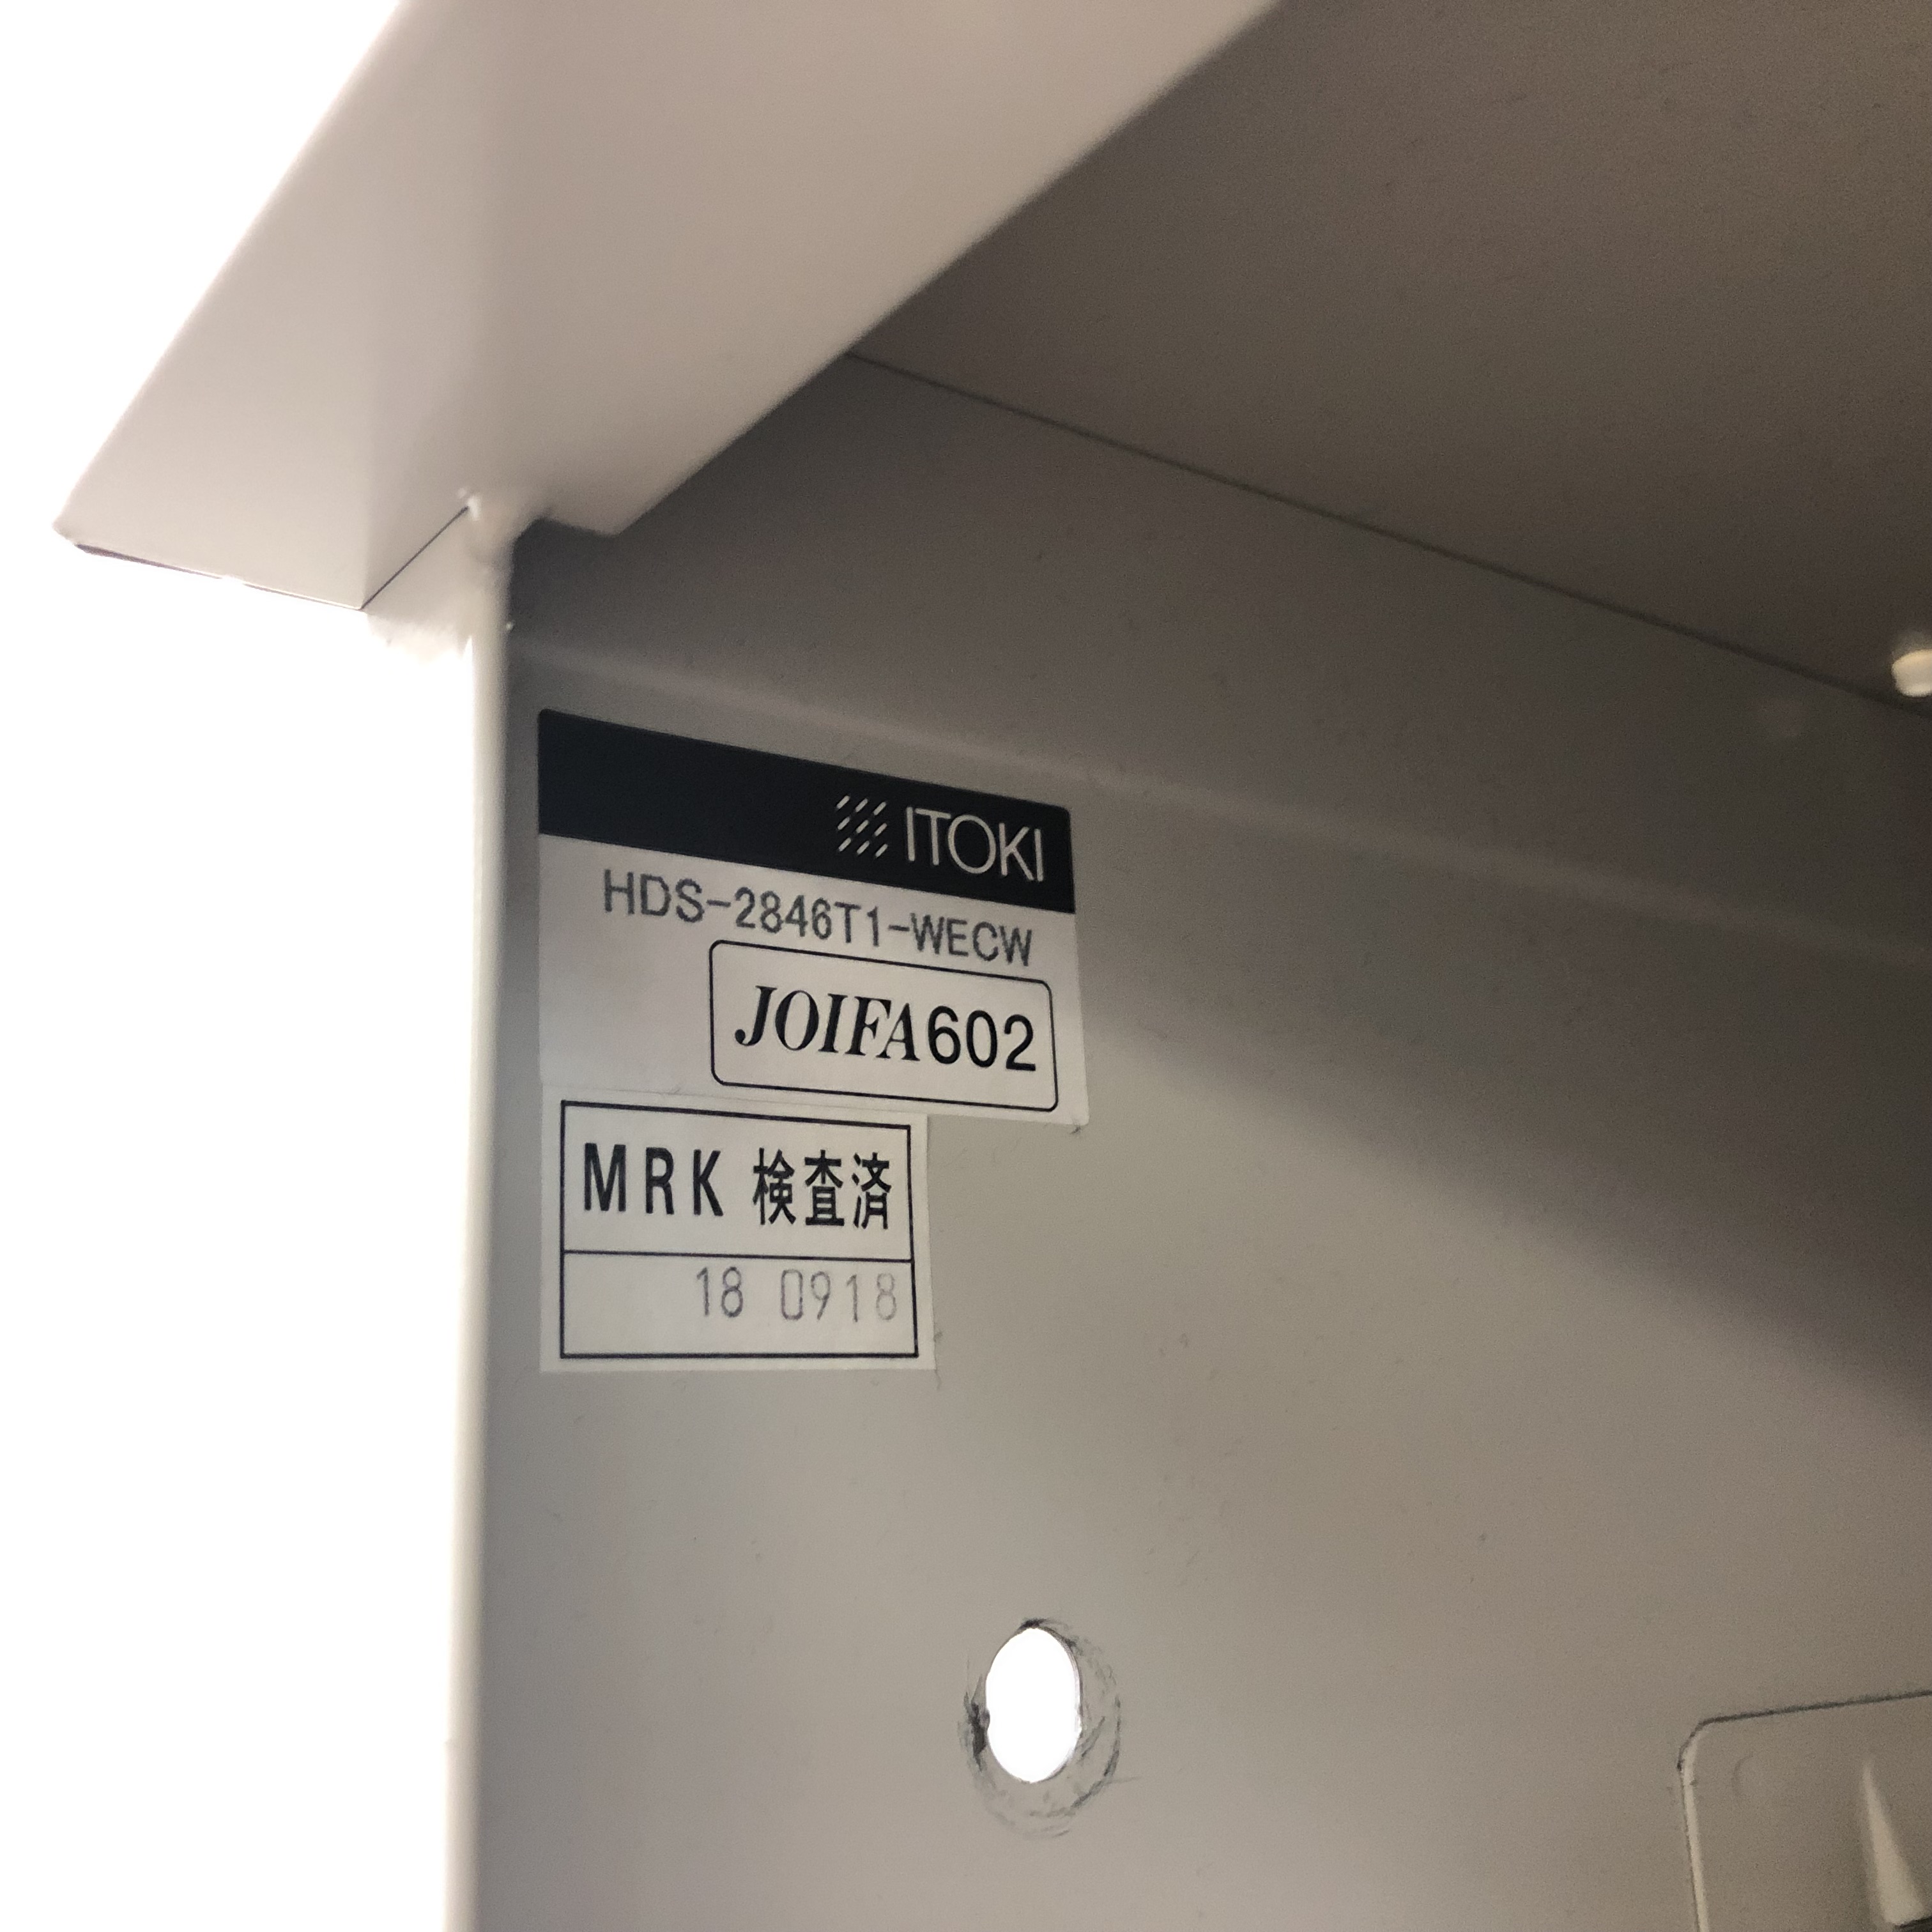 ITOKI
HDS-2846T1-WECW
JOIFA602
MRK 検査済
18 0918